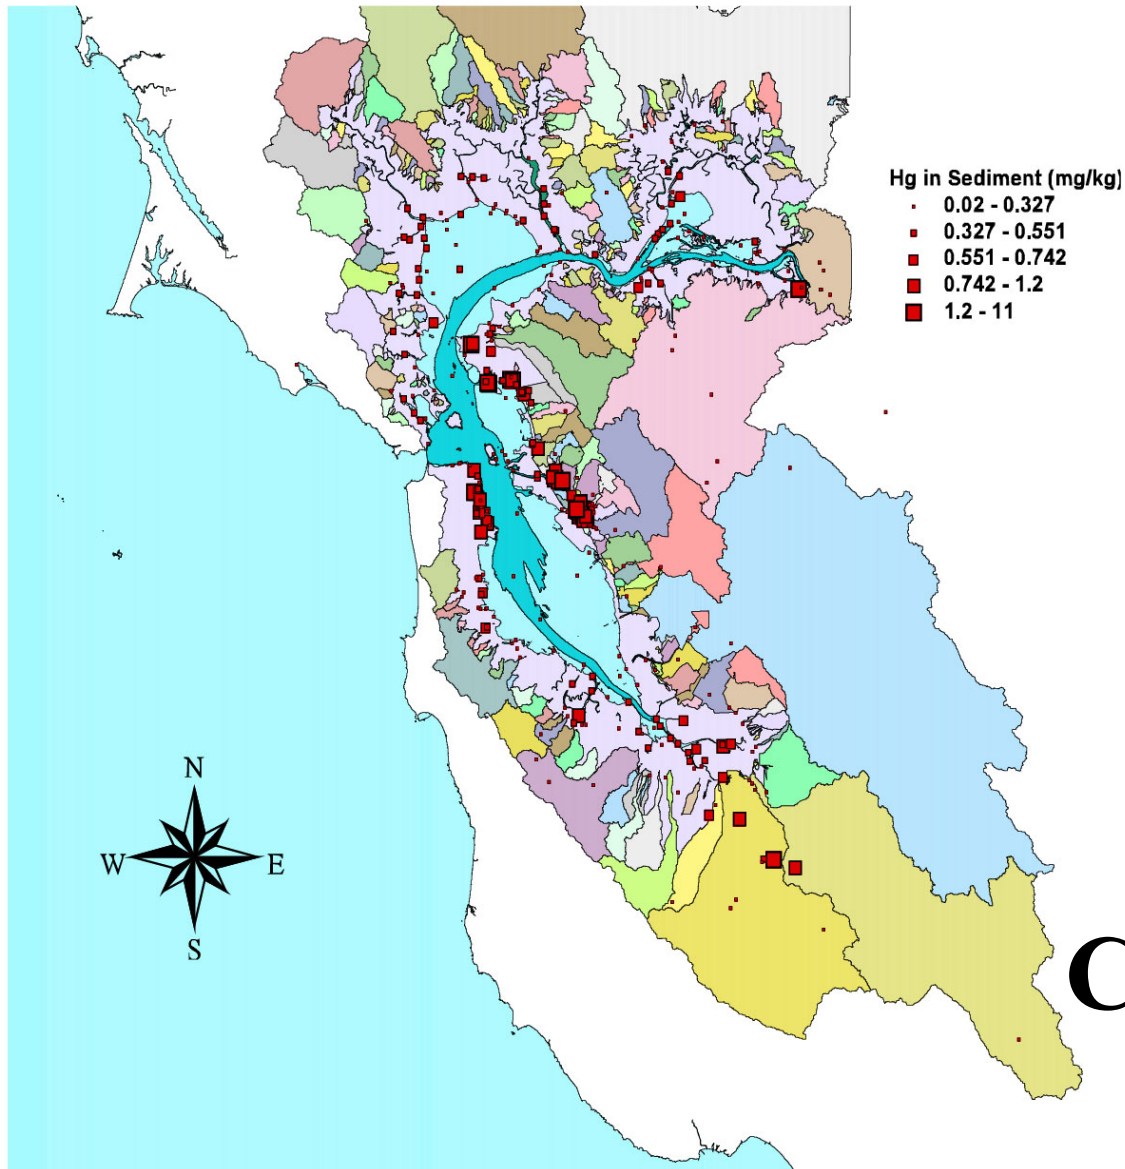 Hg in Sediment (mg/kg)
0.02 - 0.327
0.327 - 0.551
0.551 - 0.742
0.742 - 1.2
1.2 - 11
N
W E
S
C